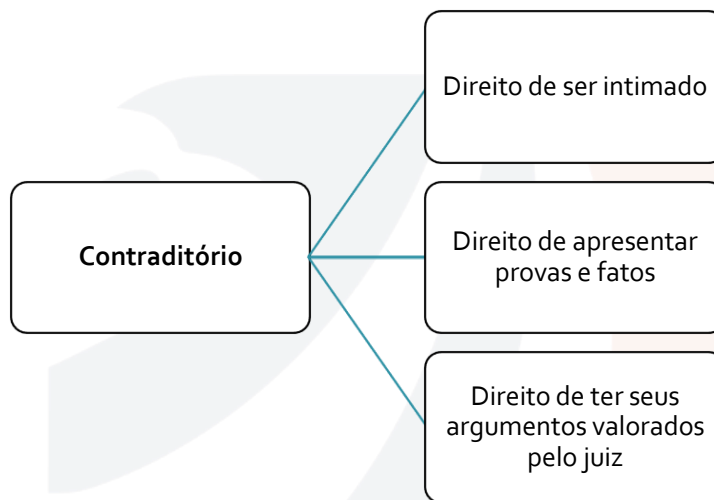 Direito de ser intimado
Contraditório
Direito de apresentar
provas e fatos
Direito de ter seus
argumentos valorados
pelo juiz